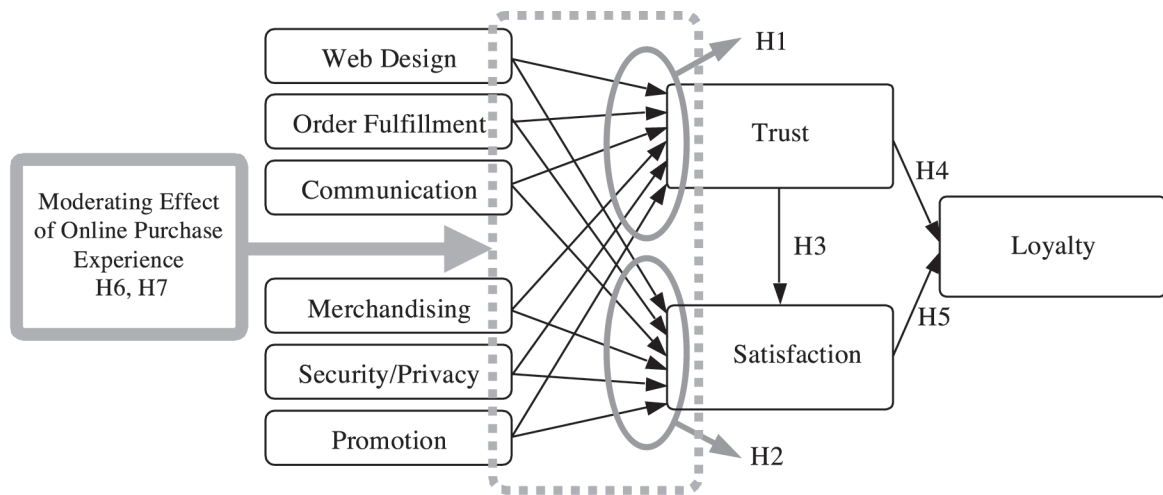 Web Design
Order Fulfillment
Communication
Merchandising
Security/Privacy
Promotion
Moderating Effect
of Online Purchase
Experience
H6, H7
H1
Trust
H4
H3
Loyalty
H5
Satisfaction
H2